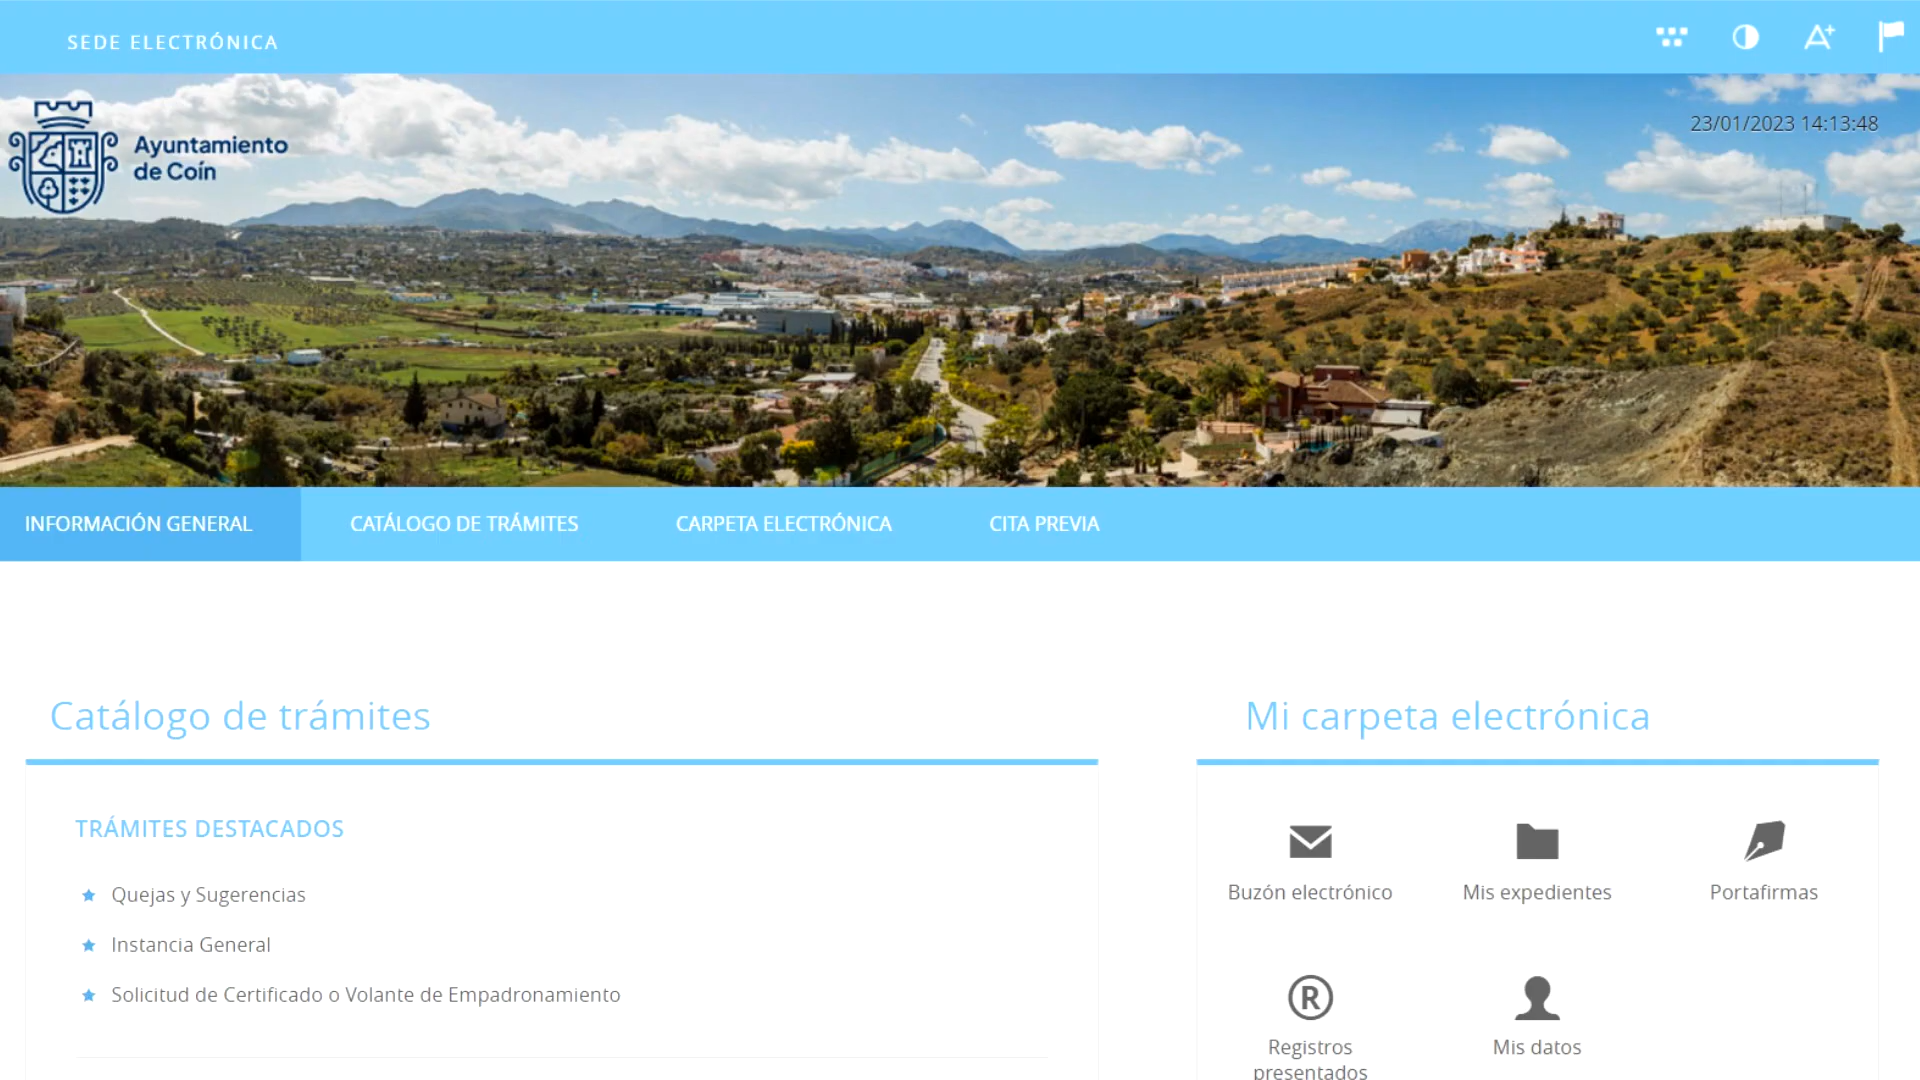 SEDE ELECTRÓNICA
A+
Ayuntamiento
de Coín
23/01/2023 14:13:48
INFORMACIÓN GENERAL
CATÁLOGO DE TRÁMITES
CARPETA ELECTRÓNICA
CITA PREVIA
Catálogo de trámites
TRÁMITES DESTACADOS
Quejas y Sugerencias
Instancia General
Solicitud de Certificado o Volante de Empadronamiento
Mi carpeta electrónica
Buzón electrónico
Mis expedientes
Portafirmas
®
Registros
presentados
Mis datos